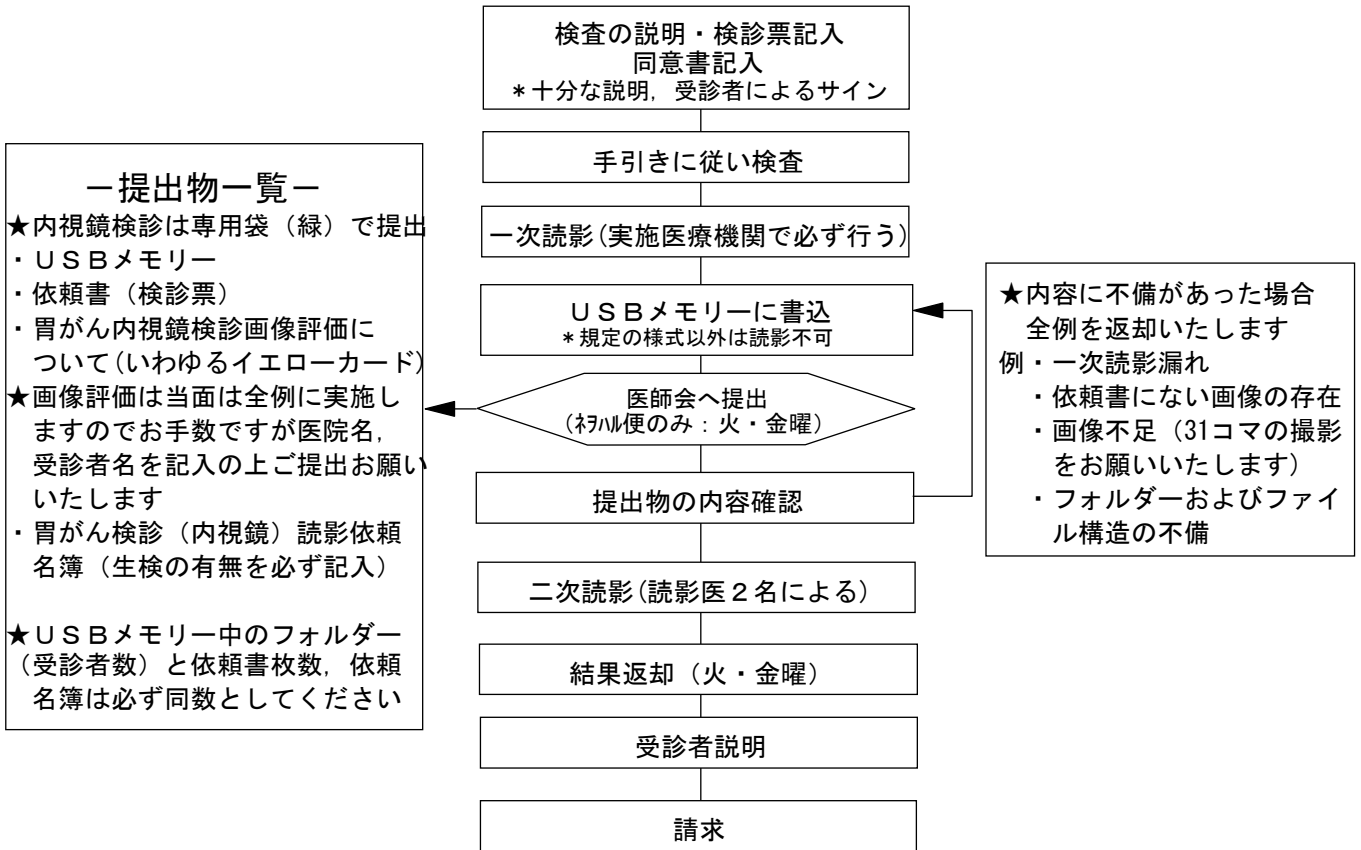 検査の説明・検診票記入
同意書記入
*十分な説明，受診者によるサイン
手引きに従い検査
一次読影(実施医療機関で必ず行う)
USBメモリーに書込
*規定の様式以外は読影不可
医師会へ提出
(ﾈｦﾊﾙ便のみ：火・金曜)
提出物の内容確認
二次読影(読影医２名による)
結果返却（火・金曜）
受診者説明
請求
－提出物一覧－
★内視鏡検診は専用袋（緑）で提出
・ＵＳＢメモリー
・依頼書（検診票）
・胃がん内視鏡検診画像評価に
ついて(いわゆるイエローカード)
★画像評価は当面は全例に実施し
ますのでお手数ですが医院名，
受診者名を記入の上ご提出お願い
いたします
・胃がん検診（内視鏡）読影依頼
名簿（生検の有無を必ず記入）
★ＵＳＢメモリー中のフォルダー
（受診者数）と依頼書枚数，依頼
名簿は必ず同数としてください
★内容に不備があった場合
全例を返却いたします
例・一次読影漏れ
・依頼書にない画像の存在
・画像不足（31コマの撮影
をお願いいたします）
・フォルダーおよびファイ
ル構造の不備